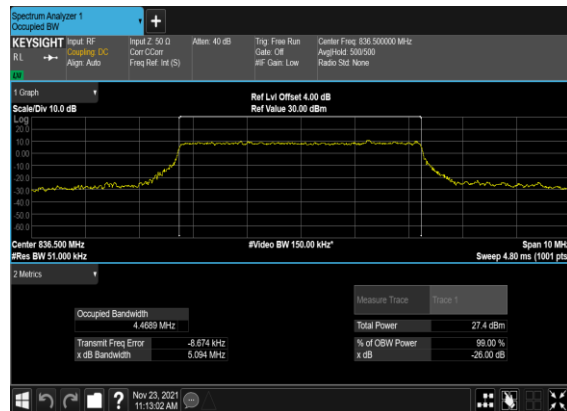 Spectrum Analyzer 1
Occupied BW
+
KEYSIGHT Input: RF Input Z: 50 Ω Atten: 40 dB Trig: Free Run Center Freq: 836.500000 MHz
RL Coupling: DC Corr CCorr Gate: Off Avg|Hold: 500/500
Align: Auto Freq Ref: Int (S) #IF Gain: Low Radio Std: None
LW
1 Graph Ref Lvl Offset 4.00 dB
Scale/Div 10.0 dB Ref Value 30.00 dBm
Log
20.0
10.0
0.00
-10.0
-20.0
-30.0
-40.0
-50.0
-60.0
Center 836.500 MHz #Video BW 150.00 kHz* Span 10 MHz
#Res BW 51.000 kHz Sweep 4.80 ms (1001 pts
2 Metrics
Measure Trace Trace 1
Occupied Bandwidth
4.4689 MHz Total Power 27.4 dBm
Transmit Freq Error -8.674 kHz % of OBW Power 99.00 %
x dB Bandwidth 5.094 MHz x dB -26.00 dB
? Nov 23, 2021
11:13:02 AM